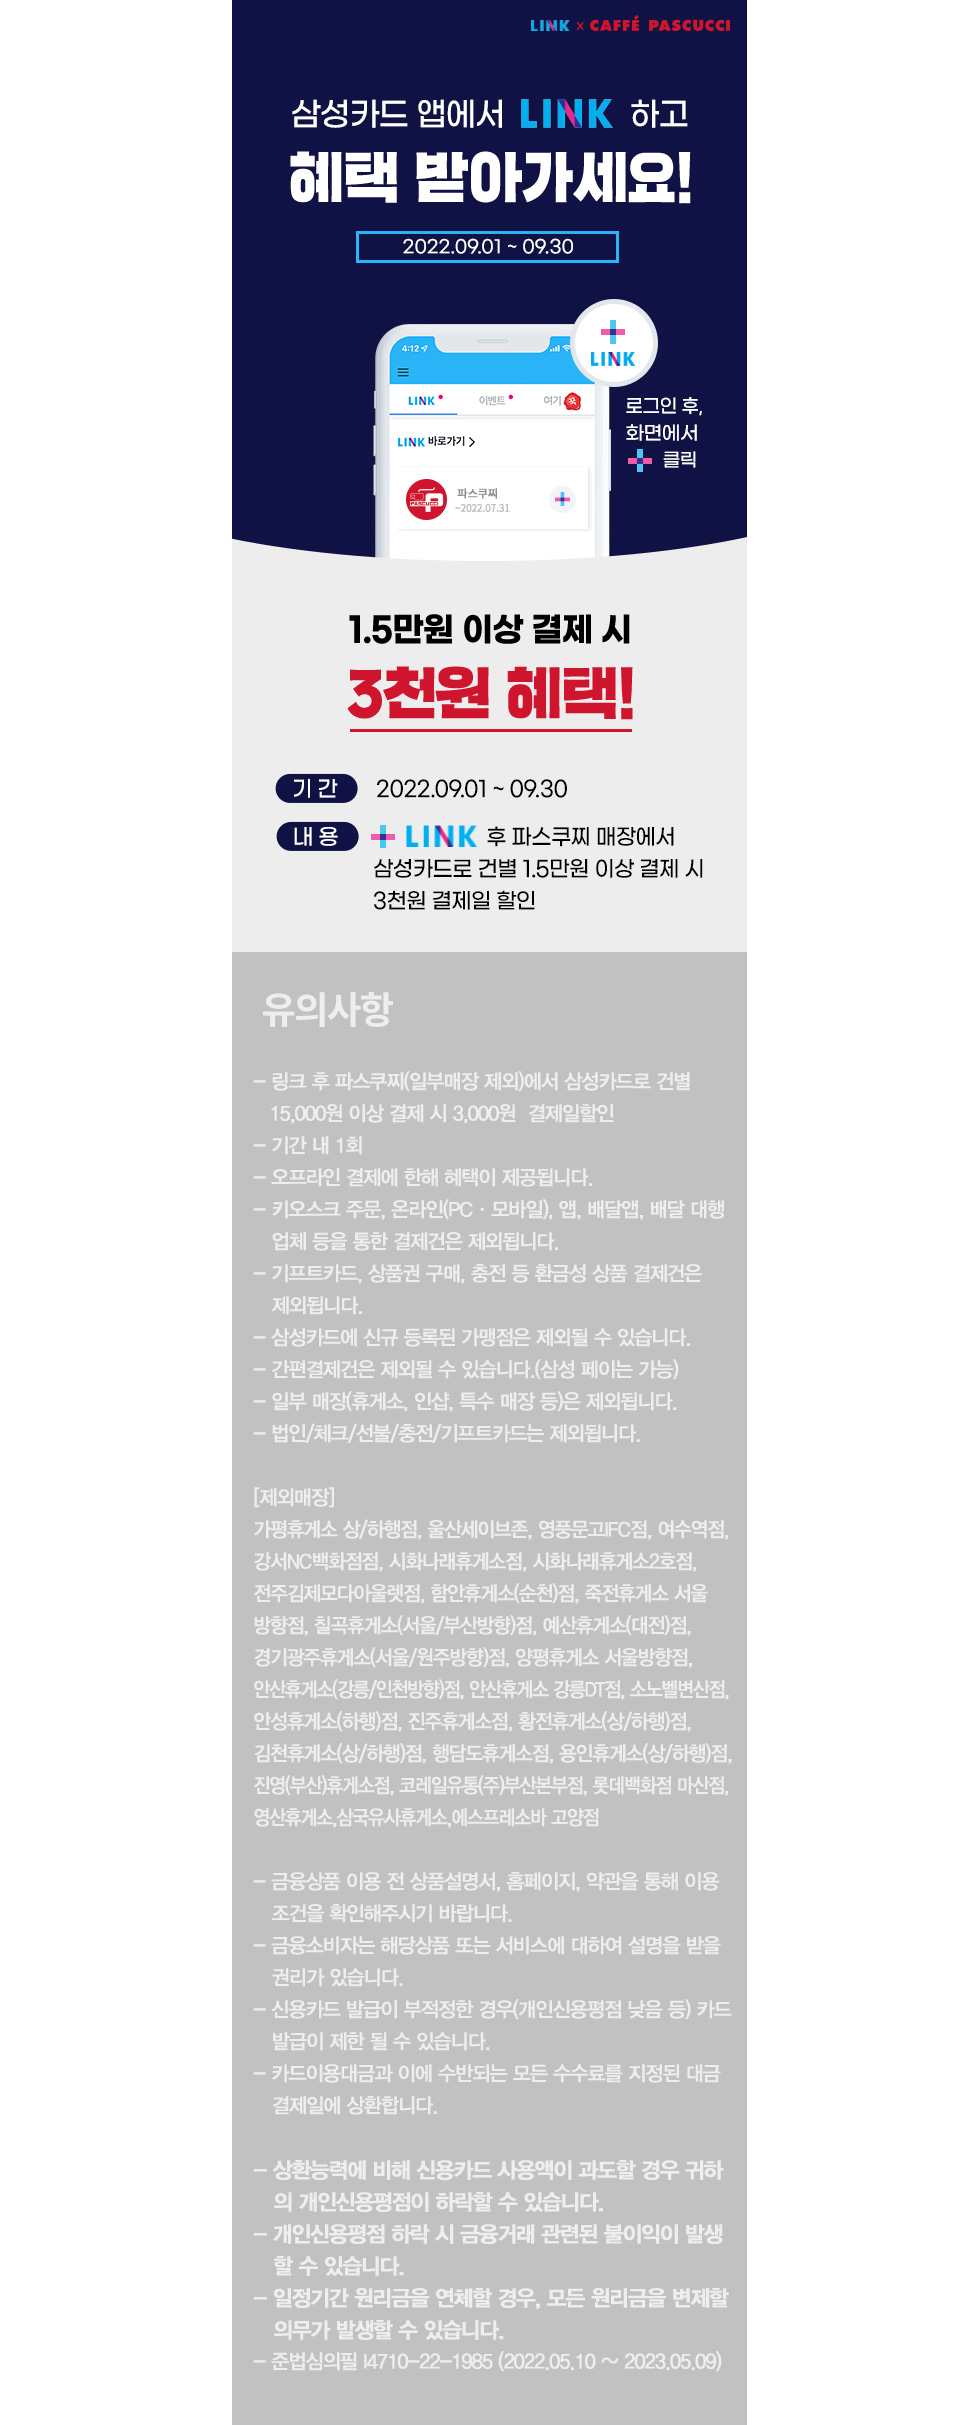 LINK x CAFFÉ PASCUCCI
삼성카드 앱에서 LINK 하고
혜택 받아가세요!
2022.09.01 ~ 09.30
4:12
LINK
LINK 이벤트 여기 꾹
LINK 바로가기 >
파스쿠찌
~2022.07.31
로그인 후,
화면에서
클릭
1.5만원 이상 결제 시
3천원 혜택!
기 간 2022.09.01 ~ 09.30
내 용 LINK 후 파스쿠찌 매장에서
삼성카드로 건별 1.5만원 이상 결제 시
3천원 결제일 할인
유의사항
- 링크 후 파스쿠찌(일부매장 제외)에서 삼성카드로 건별
15,000원 이상 결제 시 3,000원 결제일할인
- 기간 내 1회
- 오프라인 결제에 한해 혜택이 제공됩니다.
- 키오스크 주문, 온라인(PC · 모바일), 앱, 배달앱, 배달 대행
업체 등을 통한 결제건은 제외됩니다.
- 기프트카드, 상품권 구매, 충전 등 환금성 상품 결제건은
제외됩니다.
- 삼성카드에 신규 등록된 가맹점은 제외될 수 있습니다.
- 간편결제건은 제외될 수 있습니다.(삼성 페이는 가능)
- 일부 매장(휴게소, 인샵, 특수 매장 등)은 제외됩니다.
- 법인/체크/선불/충전/기프트카드는 제외됩니다.
[제외매장]
가평휴게소 상/하행점, 울산세이브존, 영풍문고IFC점, 여수역점,
강서NC백화점점, 시화나래휴게소점, 시화나래휴게소2호점,
전주김제모다아울렛점, 함안휴게소(순천)점, 죽전휴게소 서울
방향점, 칠곡휴게소(서울/부산방향)점, 예산휴게소(대전)점,
경기광주휴게소(서울/원주방향)점, 양평휴게소 서울방향점,
안산휴게소(강릉/인천방향)점, 안산휴게소 강릉DT점, 소노벨변산점,
안성휴게소(하행)점, 진주휴게소점, 황전휴게소(상/하행)점,
김천휴게소(상/하행)점, 행담도휴게소점, 용인휴게소(상/하행)점,
진영(부산)휴게소점, 코레일유통(주)부산본부점, 롯데백화점 마산점,
영산휴게소,삼국유사휴게소,에스프레소바 고양점
- 금융상품 이용 전 상품설명서, 홈페이지, 약관을 통해 이용
조건을 확인해주시기 바랍니다.
- 금융소비자는 해당상품 또는 서비스에 대하여 설명을 받을
권리가 있습니다.
- 신용카드 발급이 부적정한 경우(개인신용평점 낮음 등) 카드
발급이 제한 될 수 있습니다.
- 카드이용대금과 이에 수반되는 모든 수수료를 지정된 대금
결제일에 상환합니다.
- 상환능력에 비해 신용카드 사용액이 과도할 경우 귀하
의 개인신용평점이 하락할 수 있습니다.
- 개인신용평점 하락 시 금융거래 관련된 불이익이 발생
할 수 있습니다.
- 일정기간 원리금을 연체할 경우, 모든 원리금을 변제할
의무가 발생할 수 있습니다.
- 준법심의필 I4710-22-1985 (2022.05.10 ~ 2023.05.09)